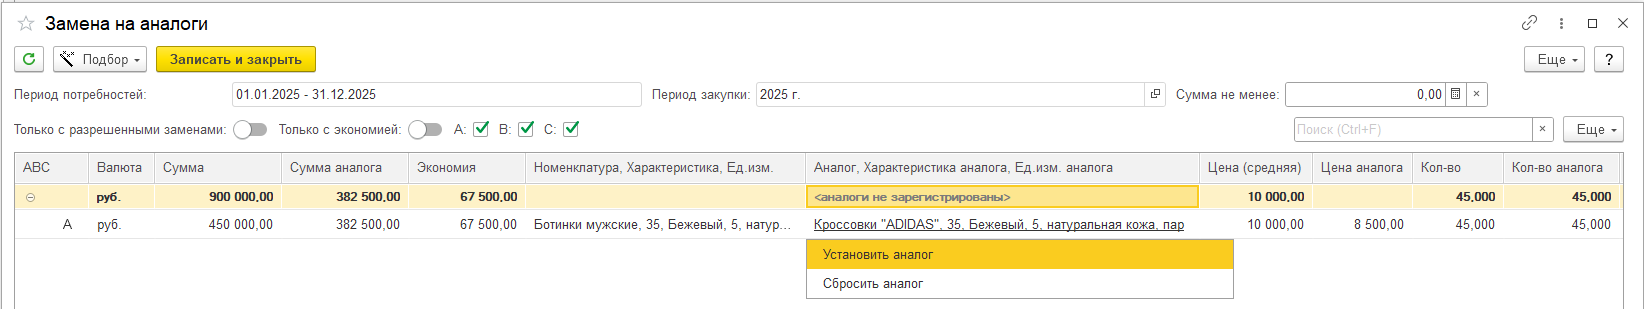 Замена на аналоги
Подбор Записать и закрыть Еще ?
Период потребностей: 01.01.2025 - 31.12.2025 Период закупки: 2025 г. Сумма не менее: 0,00
Только с разрешенными заменами: Только с экономией: A: B: C: Поиск (Ctrl+F) × Еще
ABC Валюта Сумма Сумма аналога Экономия Номенклатура, Характеристика, Ед.изм. Аналог, Характеристика аналога, Ед.изм. аналога Цена (средняя) Цена аналога Кол-во Кол-во аналога
руб. 900 000,00 382 500,00 67 500,00 <аналоги не зарегистрированы> 10 000,00 45,000 45,000
A руб. 450 000,00 382 500,00 67 500,00 Ботинки мужские, 35, Бежевый, 5, натур... Кроссовки "ADIDAS", 35, Бежевый, 5, натуральная кожа, пар 10 000,00 8 500,00 45,000 45,000
Установить аналог
Сбросить аналог